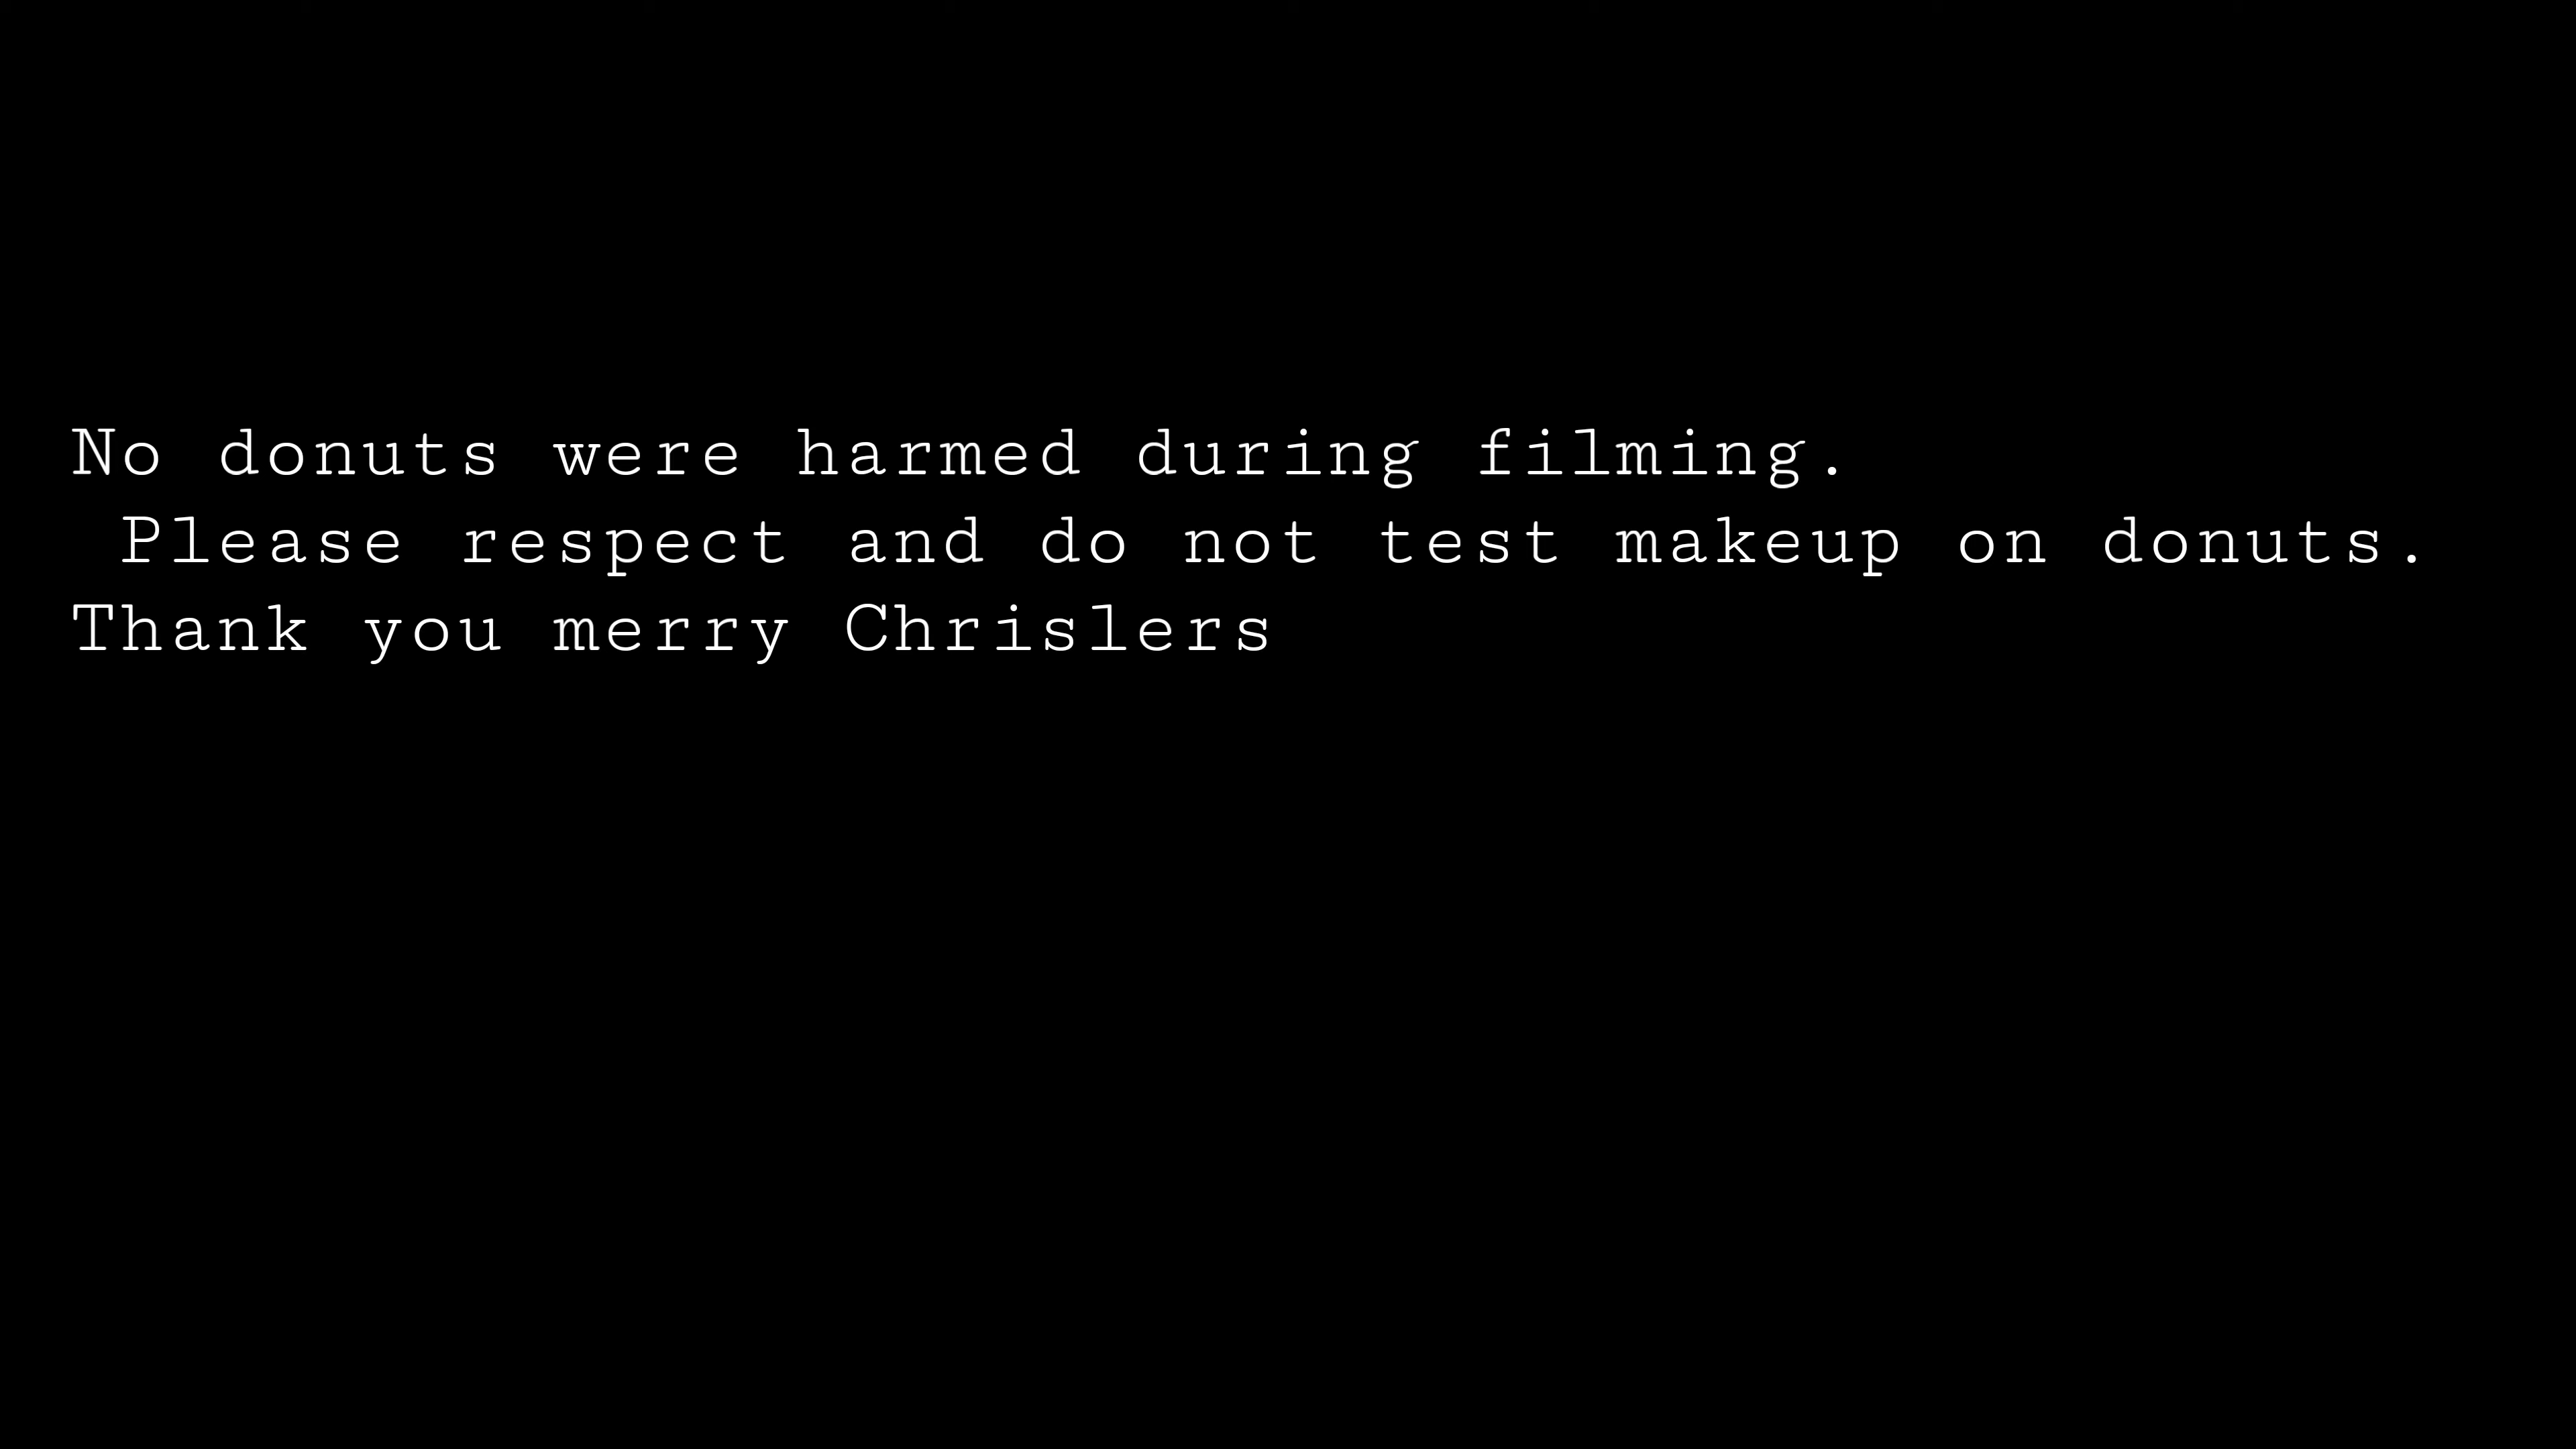 No donuts were harmed during filming.
Please respect and do not test makeup on donuts.
Thank you merry Chrislers